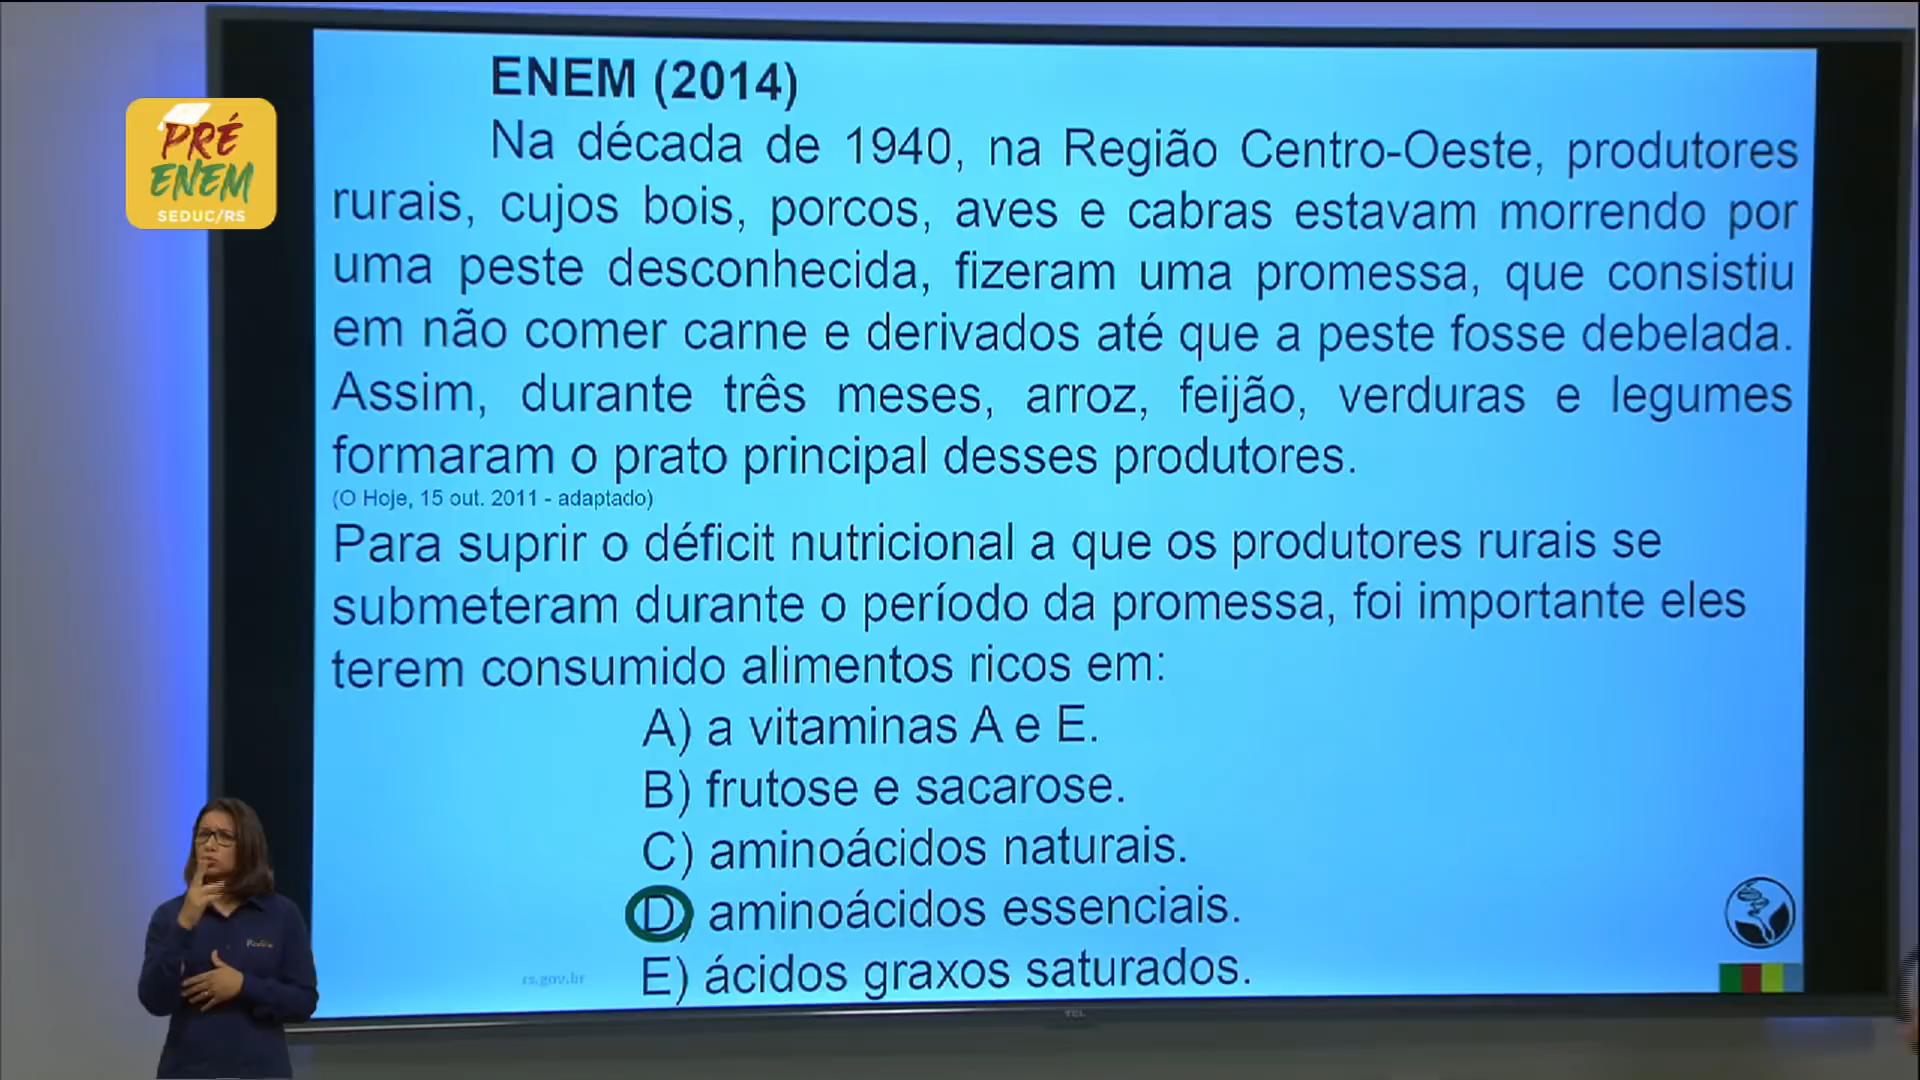 PRÉ
ENEM
SEDUC/RS
ENEM (2014)
Na década de 1940, na Região Centro-Oeste, produtores
rurais, cujos bois, porcos, aves e cabras estavam morrendo por
uma peste desconhecida, fizeram uma promessa, que consistiu
em não comer carne e derivados até que a peste fosse debelada.
Assim, durante três meses, arroz, feijão, verduras e legumes
formaram o prato principal desses produtores.
(O Hoje, 15 out. 2011 - adaptado)
Para suprir o déficit nutricional a que os produtores rurais se
submeteram durante o período da promessa, foi importante eles
terem consumido alimentos ricos em:
A) a vitaminas A e E.
B) frutose e sacarose.
C) aminoácidos naturais.
D) aminoácidos essenciais.
E) ácidos graxos saturados.
rs.gov.br
TCL